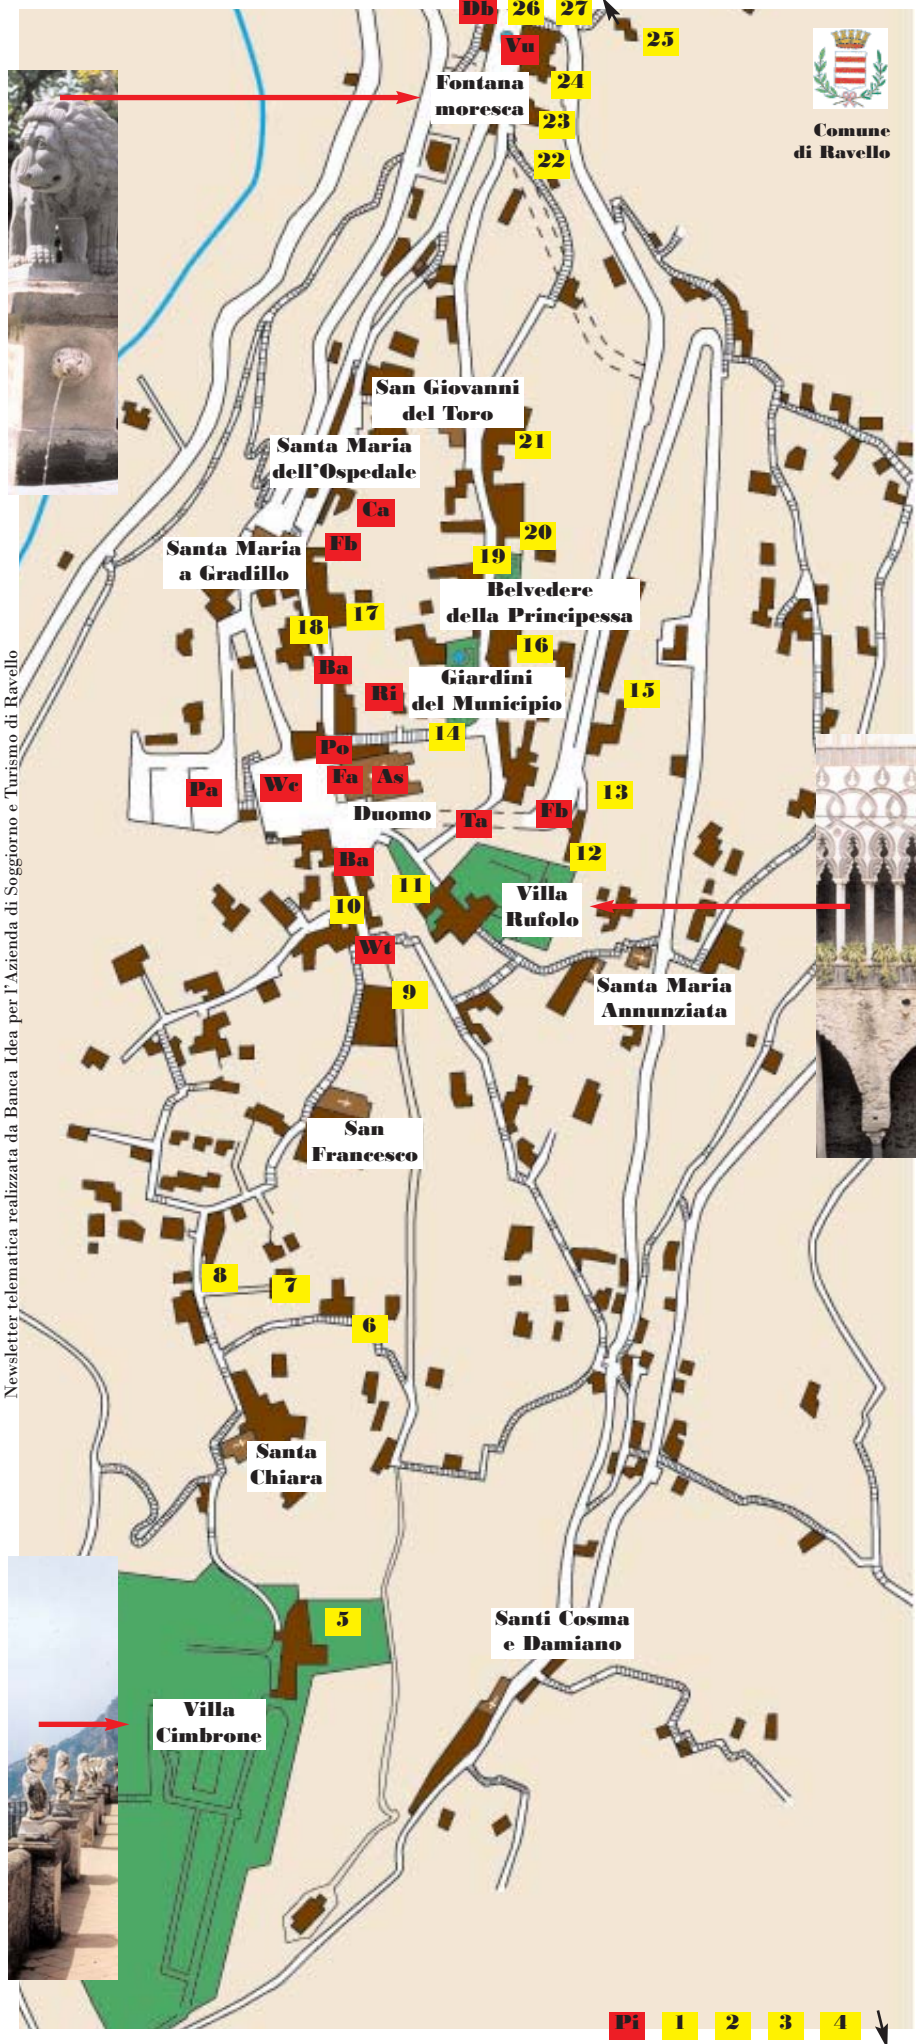 Db 26 27
Vu 25
Fontana
moresca
24
23
22
Comune
di Ravello
San Giovanni
del Toro
21
Santa Maria
dell'Ospedale
Ca
20
Fb
19
Santa Maria
a Gradillo
Belvedere
della Principessa
17
18
16
Ba
Ri
Giardini
del Municipio
15
14
Po
Pa
Wc
Fa
As
13
Duomo
Ta
Fb
12
Ba
11
10
Villa
Rufolo
Wt
9
Santa Maria
Annunziata
San
Francesco
8
7
6
Santa
Chiara
5
Santi Cosma
e Damiano
Villa
Cimbrone
Pi 1 2 3 4
Newsletter telematica realizzata da Banca Idea per l'Azienda di Soggiorno e Turismo di Ravello